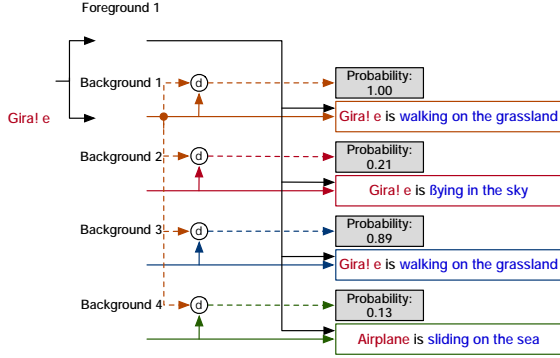 Foreground 1
Background 1
d
Probability:
1.00
Gira! e
Gira! e is walking on the grassland
Background 2
d
Probability:
0.21
Gira! e is ßying in the sky
Background 3
d
Probability:
0.89
Gira! e is walking on the grassland
Background 4
d
Probability:
0.13
Airplane is sliding on the sea